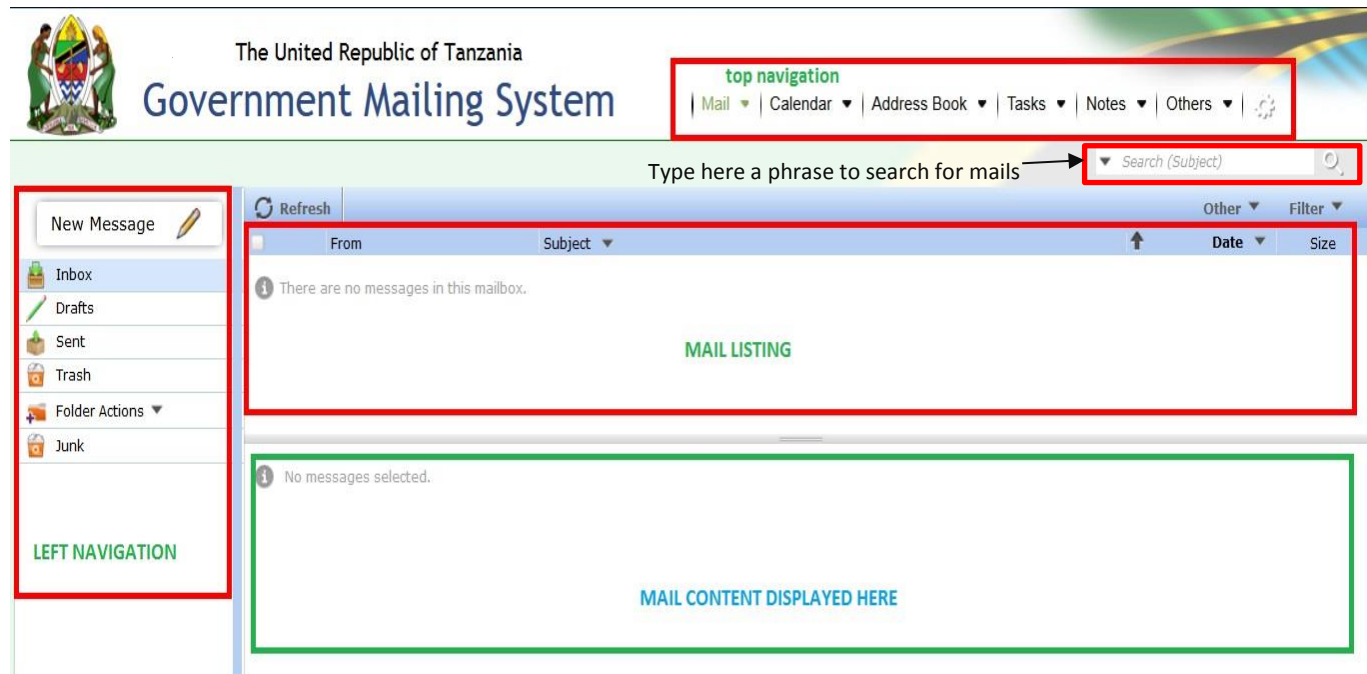 The United Republic of Tanzania
Government Mailing System
top navigation
Mail Calendar Address Book Tasks Notes Others
Type here a phrase to search for mails
Search (Subject)
New Message
Refresh
Other Filter
From Subject Date Size
Inbox
There are no messages in this mailbox.
Drafts
Sent
MAIL LISTING
Trash
Folder Actions
Junk
No messages selected.
LEFT NAVIGATION
MAIL CONTENT DISPLAYED HERE